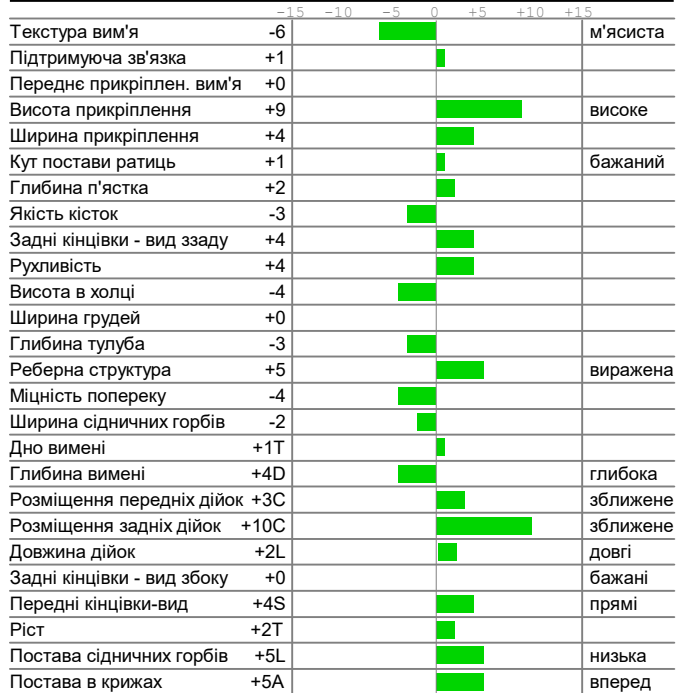 -15 -10 -5 0 +5 +10 +15
Текстура вим'я -6 м'ясиста
Підтримуюча зв'язка +1
Переднє прикріплен. вим'я +0
Висота прикріплення +9 високе
Ширина прикріплення +4
Кут постави ратиць +1 бажаний
Глибина п'ястка +2
Якість кісток -3
Задні кінцівки - вид ззаду +4
Рухливість +4
Висота в холці -4
Ширина грудей +0
Глибина тулуба -3
Реберна структура +5 виражена
Міцність попереку -4
Ширина сідничних горбів -2
Дно вимені +1T
Глибина вимені +4D глибока
Розміщення передніх дійок +3C зближене
Розміщення задніх дійок +10C зближене
Довжина дійок +2L довгі
Задні кінцівки - вид збоку +0 бажані
Передні кінцівки-вид +4S прямі
Ріст +2T
Постава сідничних горбів +5L низька
Постава в крижах +5A вперед